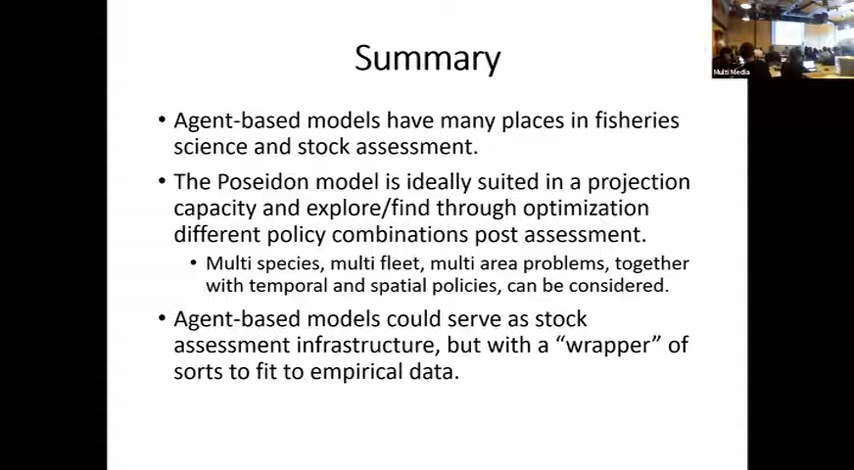 Summary
• Agent-based models have many places in fisheries
science and stock assessment.
• The Poseidon model is ideally suited in a projection
capacity and explore/find through optimization
different policy combinations post assessment.
• Multi species, multi fleet, multi area problems, together
with temporal and spatial policies, can be considered.
• Agent-based models could serve as stock
assessment infrastructure, but with a “wrapper” of
sorts to fit to empirical data.
Multi Media